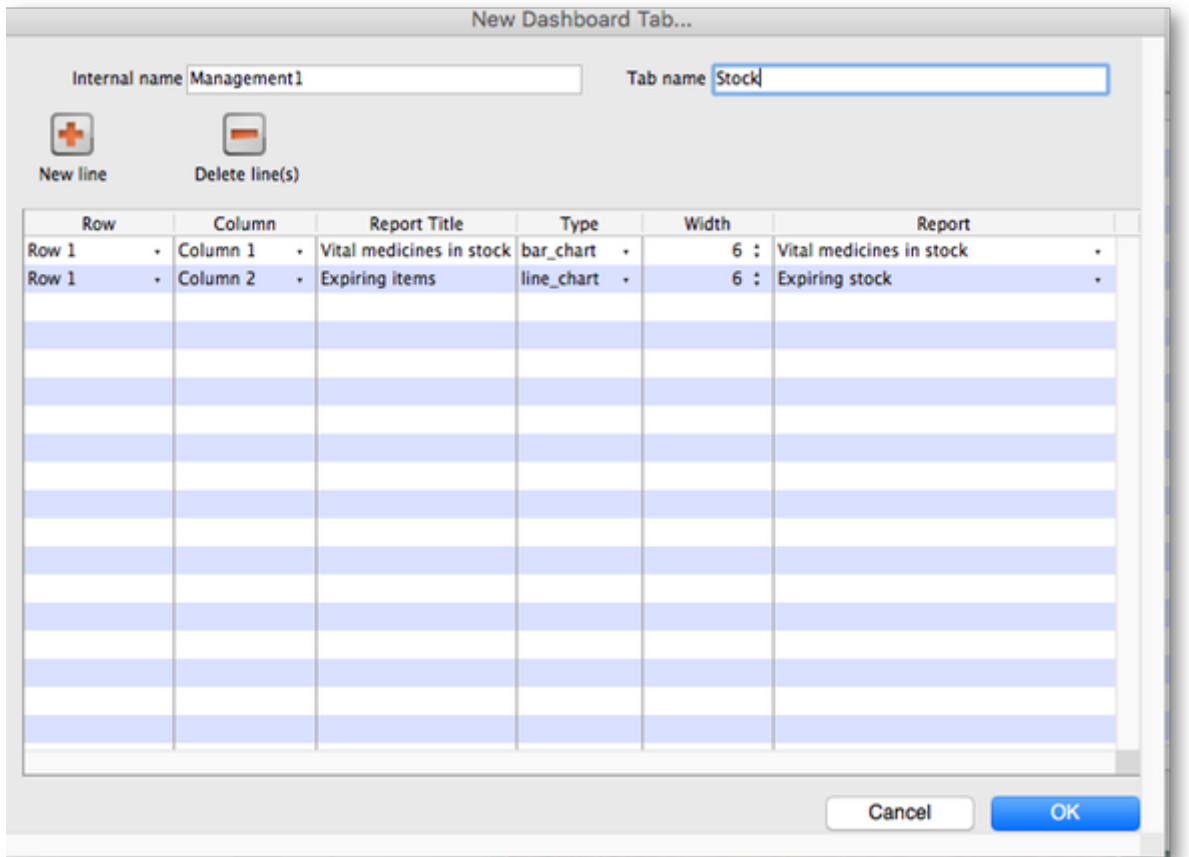 New Dashboard Tab...
Internal name Management1 Tab name Stock
New line Delete line(s)
Row Column Report Title Type Width Report
Row 1 Column 1 Vital medicines in stock bar_chart 6 Vital medicines in stock
Row 1 Column 2 Expiring items line_chart 6 Expiring stock
Cancel OK